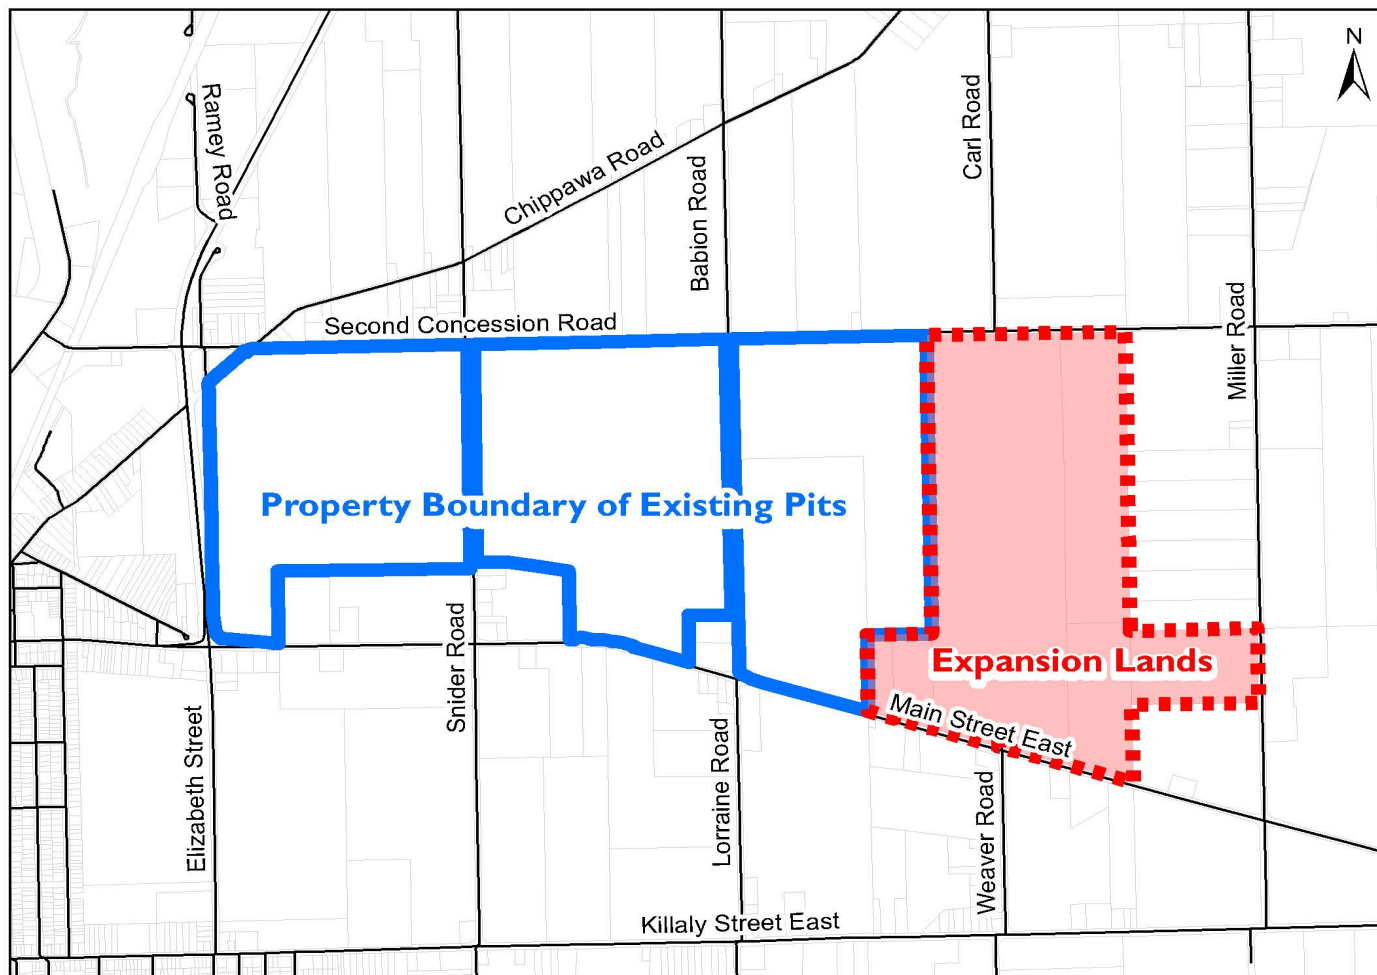 N
Ramey Road
Chippawa Road
Babion Road
Carl Road
Second Concession Road
Miller Road
Property Boundary of Existing Pits
Expansion Lands
Snider Road
Main Street East
Elizabeth Street
Lorraine Road
Weaver Road
Killaly Street East